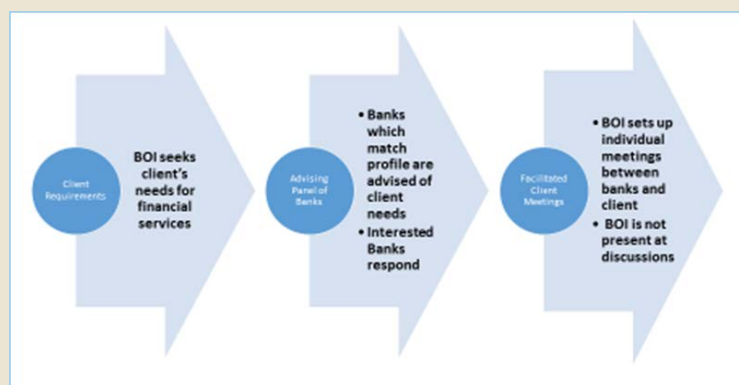 Client
Requirements
BOI seeks
client's
needs for
financial
services
Advising
Panel of
Banks
• Banks
which
match
profile are
advised of
client
needs
• Interested
Banks
respond
Facilitated
Client
Meetings
• BOI sets up
individual
meetings
between
banks and
client
• BOI is not
present at
discussions